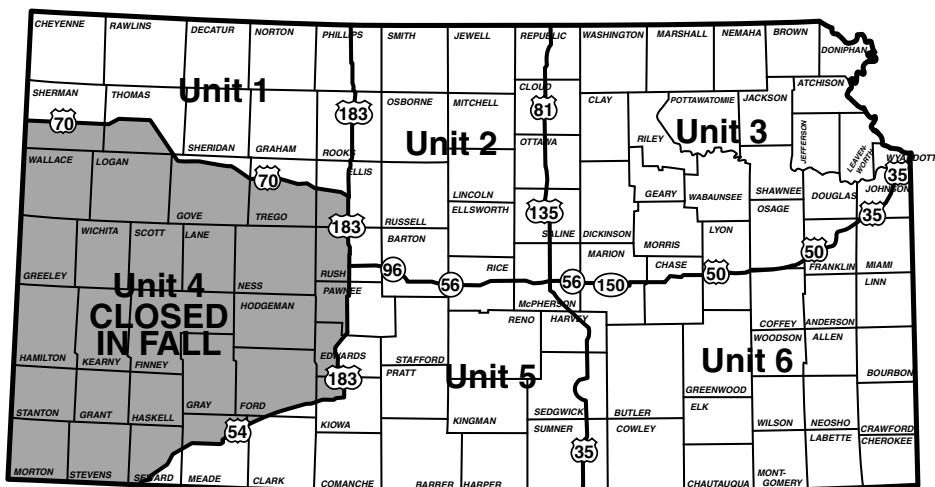 CHEYENNE RAWLINS DECATUR NORTON PHILLIPS SMITH JEWELL REPUBLIC WASHINGTON MARSHALL NEMAHA BROWN
DONIPHAN
SHERMAN THOMAS Unit 1 183 OSBORNE MITCHELL CLOUD 81 CLAY POTTAWATOMIE JACKSON ATCHISON
70 SHERIDAN GRAHAM ROOKS Unit 2 OTTAWA RILEY Unit 3 JEFFERSON LEAVEN-
WORTH
WYANDOTT
WALLACE LOGAN 70 ELLIS LINCOLN GEARY WABAUNSEE SHAWNEE DOUGLAS JOHNSON 35
GOVE TREGO 183 RUSSELL ELLSWORTH 135 OSAGE 35
WICHITA SCOTT LANE BARTON SALINE DICKINSON MORRIS LYON 50
GREELEY NESS RUSH 96 RICE MARION CHASE FRANKLIN MIAMI
Unit 4 PAWNEE 56 56 150 50 LINN
CLOSED HODGEMAN McPHERSON
IN FALL RENO HARVEY COFFEY ANDERSON
HAMILTON KEARNY FINNEY EDWARDS STAFFORD Unit 6 WOODSON ALLEN
183 PRATT Unit 5 GREENWOOD BOURBON
STANTON GRANT HASKELL GRAY FORD SEDGWICK BUTLER ELK
54 KIOWA KINGMAN SUMNER COWLEY WILSON NEOSHO CRAWFORD
35 LABETTE CHEROKEE
MORTON STEVENS SEWARD MEADE CLARK COMANCHE BARBER HARPER CHAUTAUQUA MONT-
GOMERY